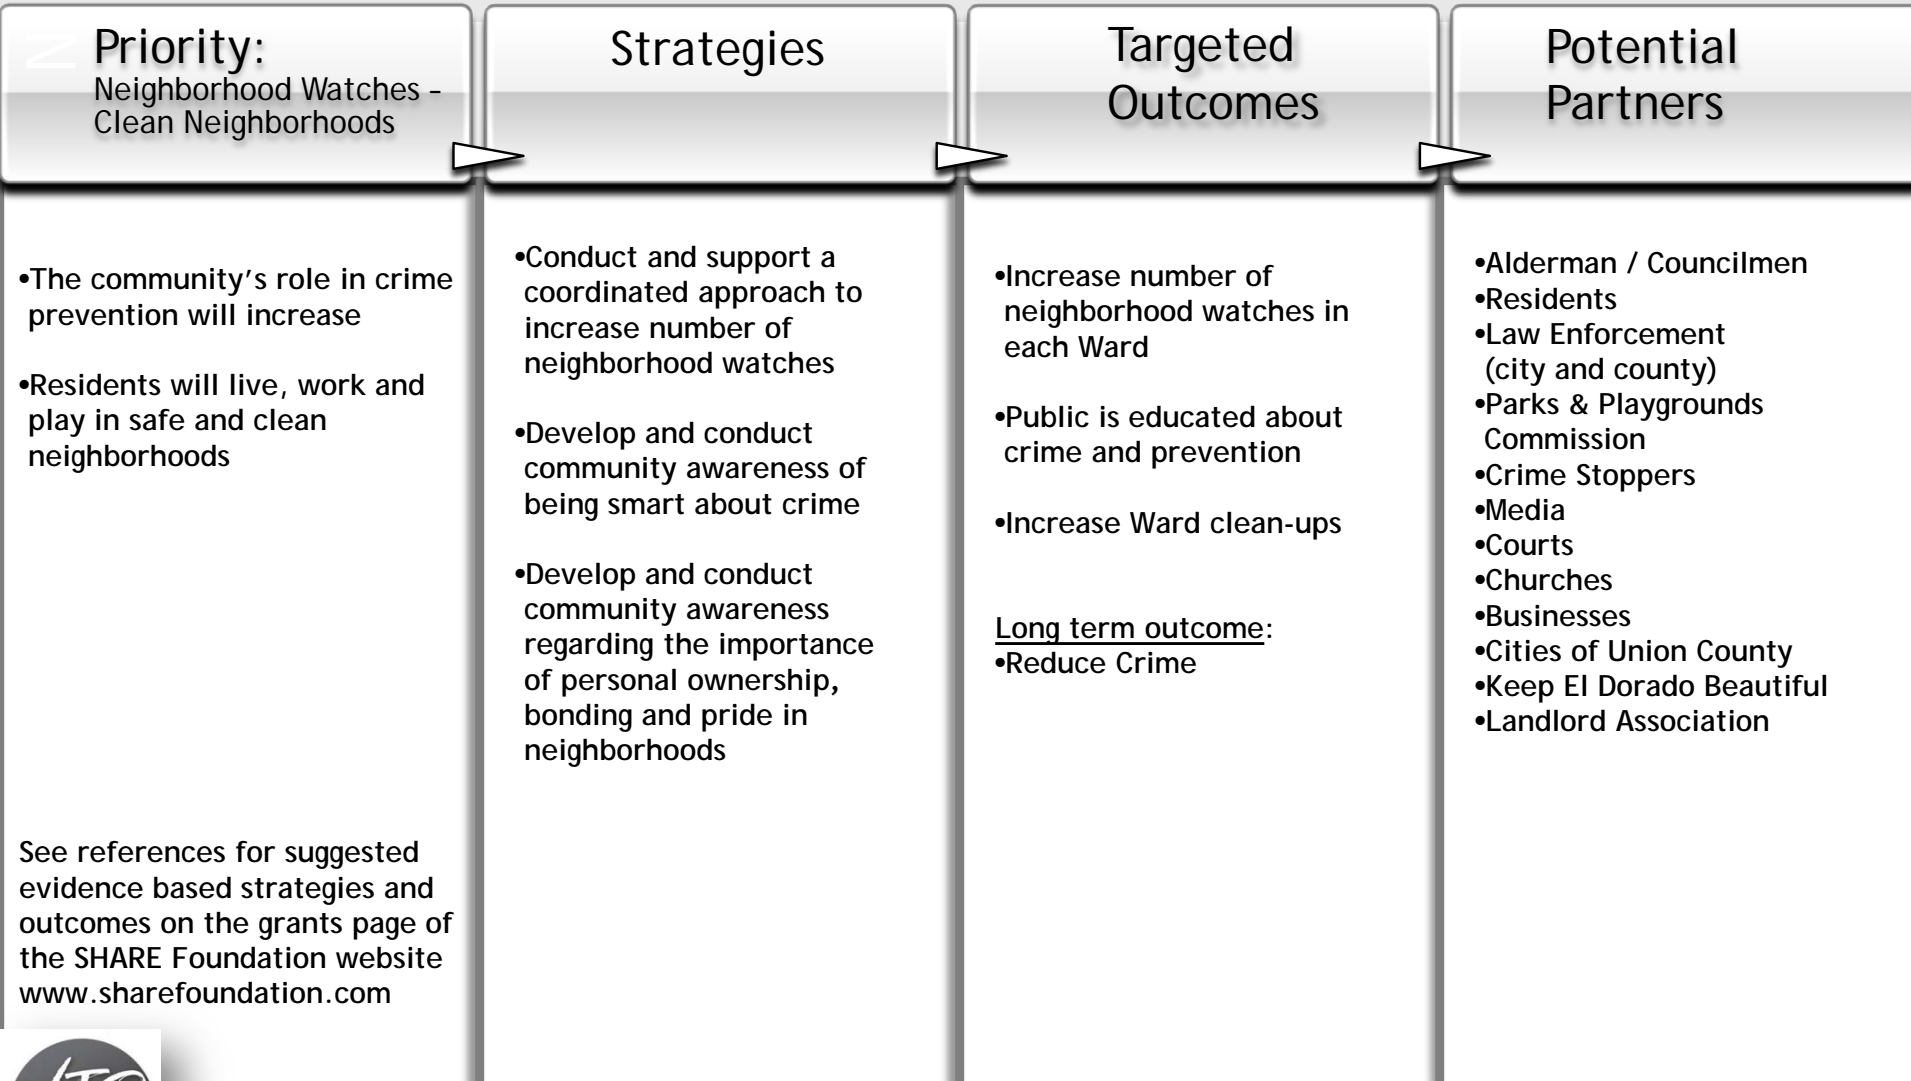 Priority:
Neighborhood Watches –
Clean Neighborhoods
•The community’s role in crime
prevention will increase
•Residents will live, work and
play in safe and clean
neighborhoods
See references for suggested
evidence based strategies and
outcomes on the grants page of
the SHARE Foundation website
www.sharefoundation.com
Strategies
•Conduct and support a
coordinated approach to
increase number of
neighborhood watches
•Develop and conduct
community awareness of
being smart about crime
•Develop and conduct
community awareness
regarding the importance
of personal ownership,
bonding and pride in
neighborhoods
Targeted
Outcomes
•Increase number of
neighborhood watches in
each Ward
•Public is educated about
crime and prevention
•Increase Ward clean-ups
Long term outcome:
•Reduce Crime
Potential
Partners
•Alderman / Councilmen
•Residents
•Law Enforcement
(city and county)
•Parks & Playgrounds
Commission
•Crime Stoppers
•Media
•Courts
•Churches
•Businesses
•Cities of Union County
•Keep El Dorado Beautiful
•Landlord Association